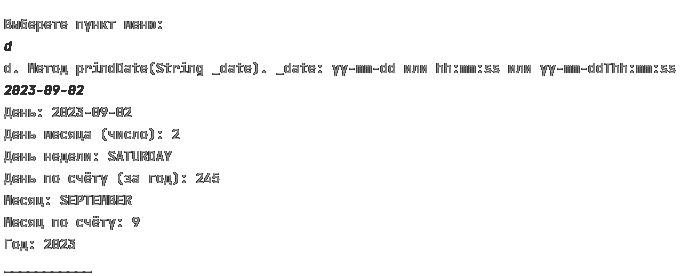 Выберете пункт меню:
d
d. Метод prindDate(String _date). _date: yy-mm-dd или hh:mm:ss или yy-mm-ddThh:mm:ss
2023-09-02
День: 2023-09-02
День месяца (число): 2
День недели: SATURDAY
День по счёту (за год): 245
Месяц: SEPTEMBER
Месяц по счёту: 9
Год: 2023
___________